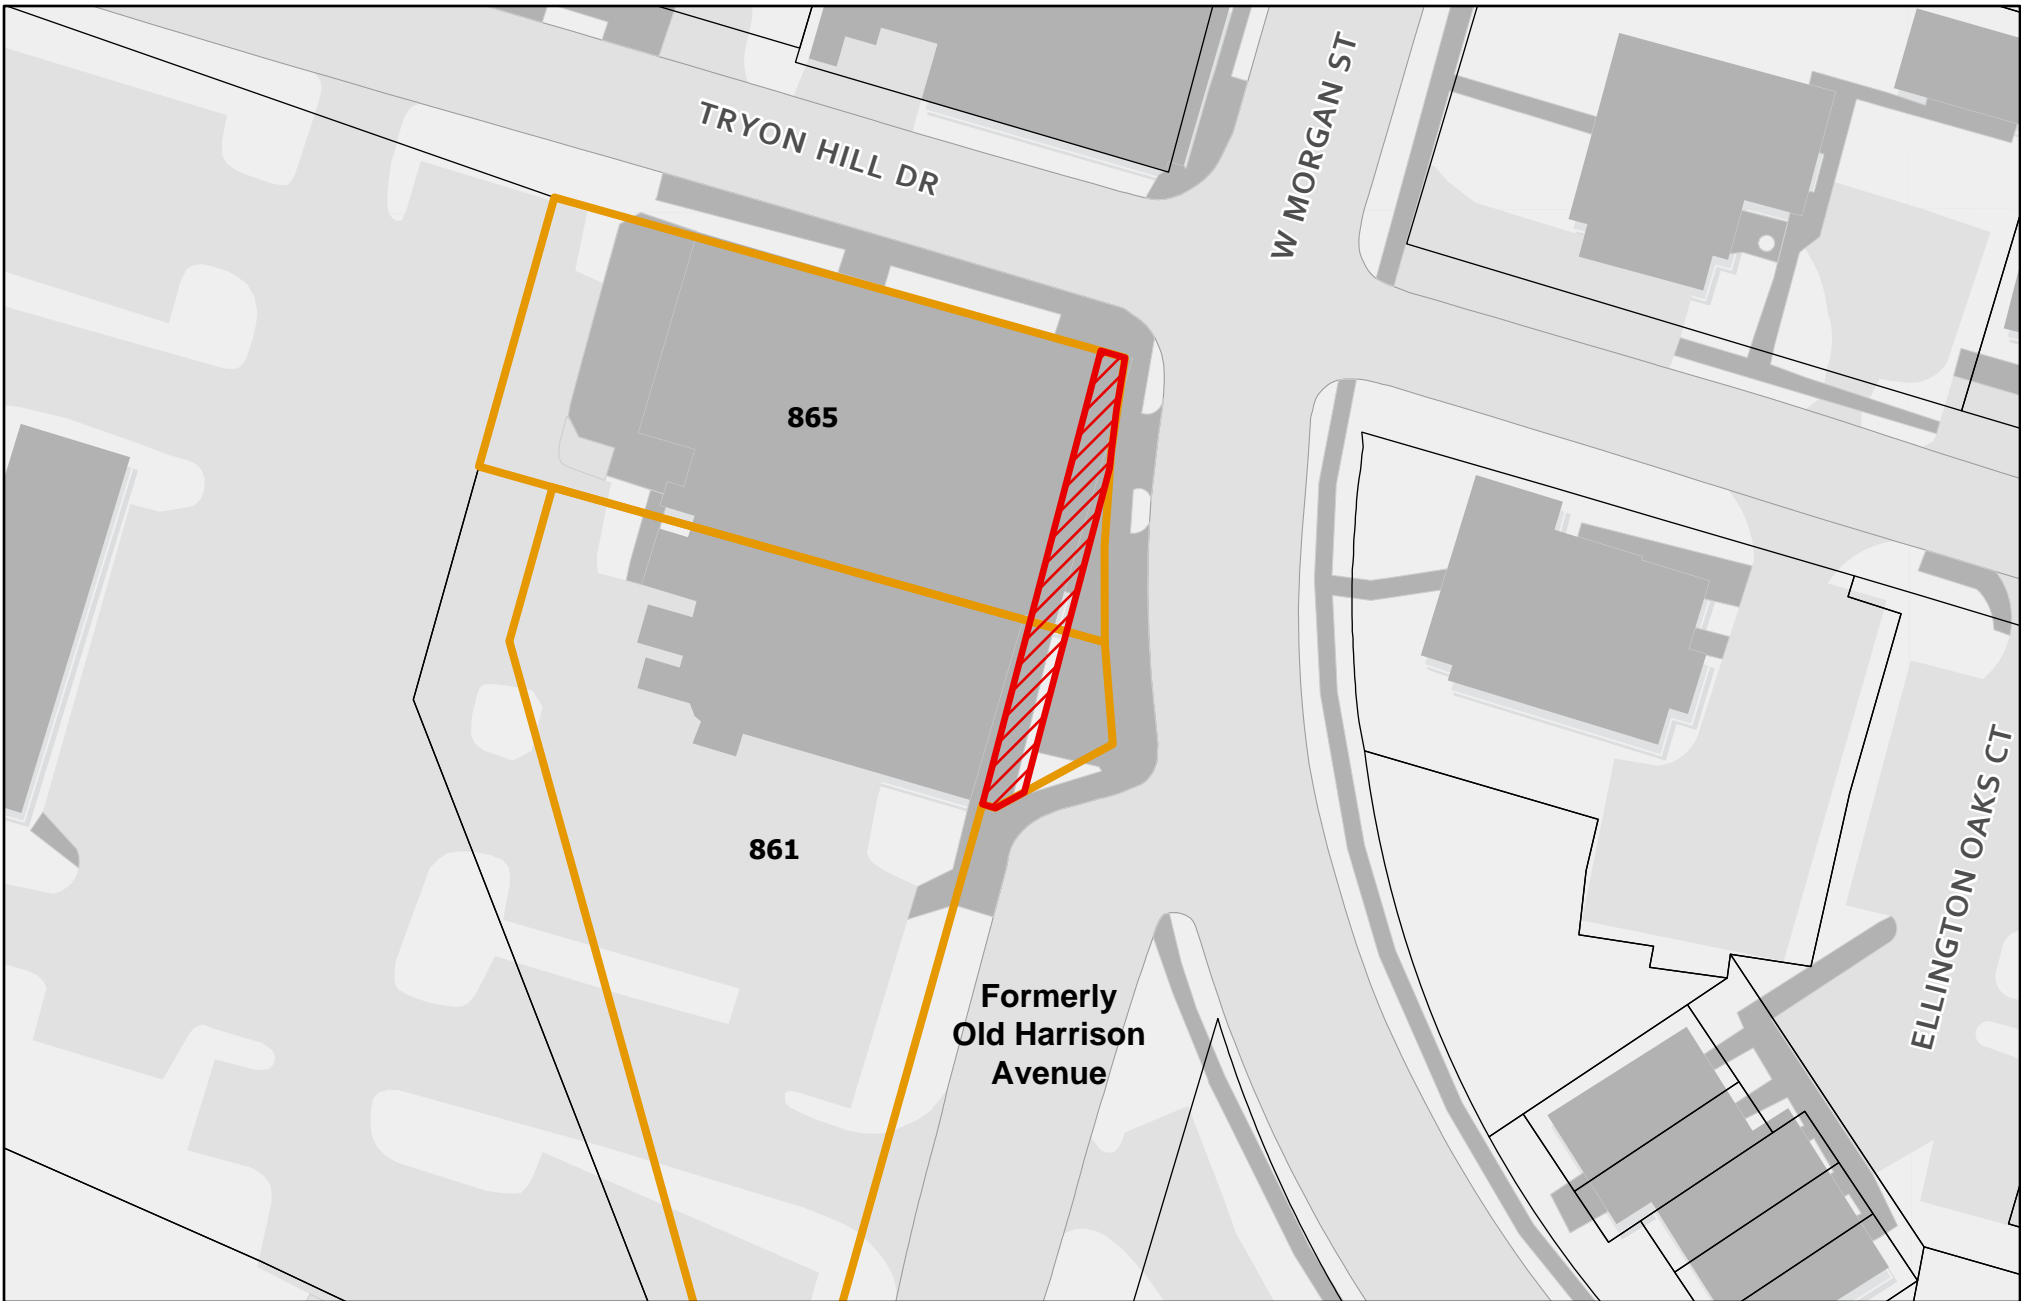 TRYON HILL DR
W MORGAN ST
865
861
ELLINGTON OAKS CT
Formerly
Old Harrison
Avenue